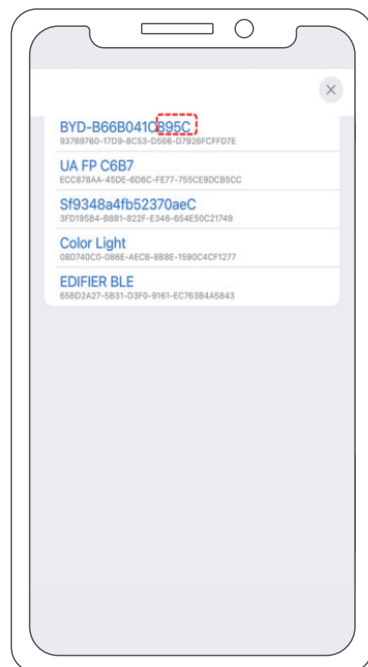 BYD-B66B041C895C
93789760-17D9-8C53-D566-D7926FCFFD7E
UA FP C6B7
ECC878AA-45DE-6D6C-FE77-755CE9DC85CC
Sf9348a4fb52370aeC
3FD195B4-B881-822F-E346-654E50C21749
Color Light
08D740C0-086E-AECB-8B8E-1590C4CF1277
EDIFIER BLE
65BD2A27-5B31-D3F0-9161-EC763B4A5843